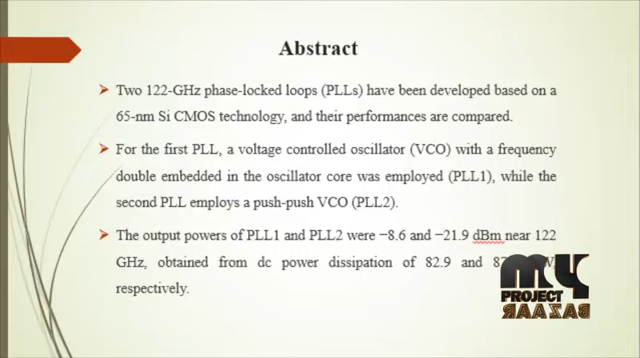 Abstract
Two 122-GHz phase-locked loops (PLLs) have been developed based on a
65-nm Si CMOS technology, and their performances are compared.
For the first PLL, a voltage controlled oscillator (VCO) with a frequency
double embedded in the oscillator core was employed (PLL1), while the
second PLL employs a push-push VCO (PLL2).
The output powers of PLL1 and PLL2 were −8.6 and −21.9 dBm near 122
GHz, obtained from dc power dissipation of 82.9 and
respectively.
MY
PROJECT
BAZAAR